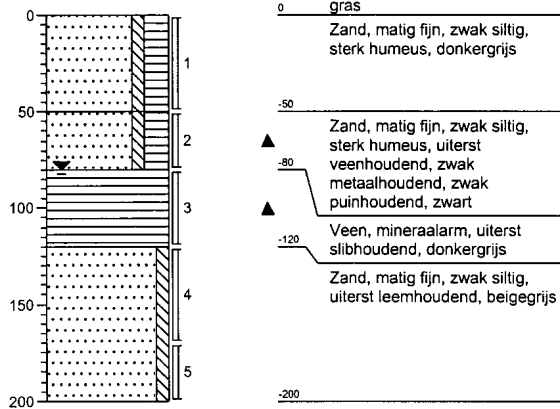 0
50
100
150
200
1
2
3
4
5
0
gras
Zand, matig fijn, zwak siltig,
sterk humeus, donkergrijs
-50
Zand, matig fijn, zwak siltig,
sterk humeus, uiterst
veenhoudend, zwak
metaalhoudend, zwak
puinhoudend, zwart
-80
Veen, mineraalarm, uiterst
slibhoudend, donkergrijs
-120
Zand, matig fijn, zwak siltig,
uiterst leemhoudend, beigegrijs
-200